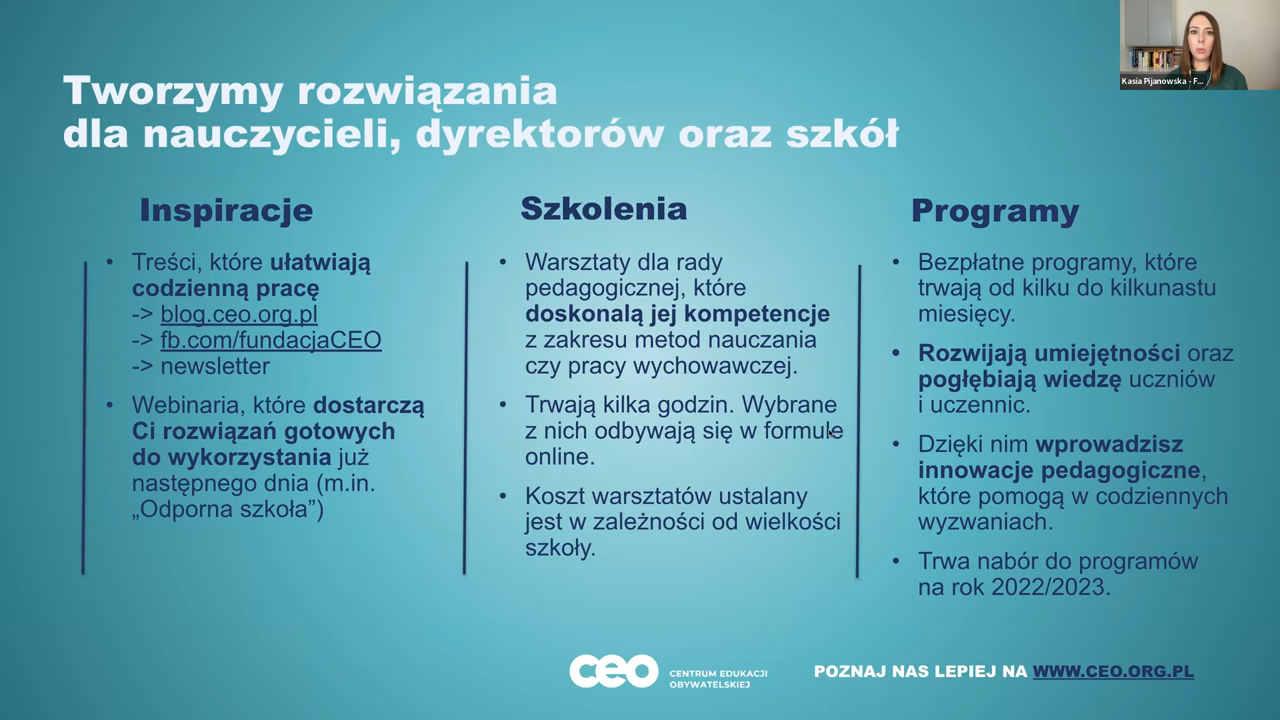 Kasia Pijanowska - F...
Tworzymy rozwiązania
dla nauczycieli, dyrektorów oraz szkół
Inspiracje
• Treści, które ułatwiają
codzienną pracę
-> blog.ceo.org.pl
-> fb.com/fundacjaCEO
-> newsletter
• Webinaria, które dostarczą
Ci rozwiązań gotowych
do wykorzystania już
następnego dnia (m.in.
„Odporna szkoła”)
Szkolenia
• Warsztaty dla rady
pedagogicznej, które
doskonalą jej kompetencje
z zakresu metod nauczania
czy pracy wychowawczej.
• Trwają kilka godzin. Wybrane
z nich odbywają się w formule
online.
• Koszt warsztatów ustalany
jest w zależności od wielkości
szkoły.
Programy
• Bezpłatne programy, które
trwają od kilku do kilkunastu
miesięcy.
• Rozwijają umiejętności oraz
pogłębiają wiedzę uczniów
i uczennic.
• Dzięki nim wprowadzisz
innowacje pedagogiczne,
które pomogą w codziennych
wyzwaniach.
• Trwa nabór do programów
na rok 2022/2023.
ceo CENTRUM EDUKACJI
OBYWATELSKIEJ
POZNAJ NAS LEPIEJ NA WWW.CEO.ORG.PL